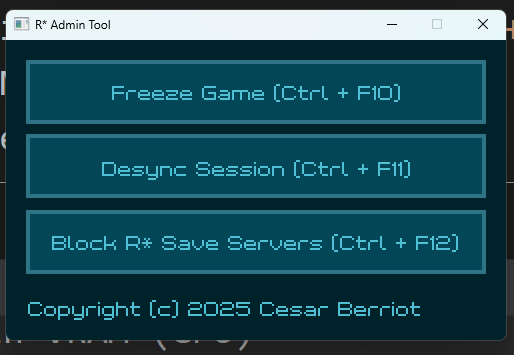 R* Admin Tool
Freeze Game (Ctrl + F10)
Desync Session (Ctrl + F11)
Block R* Save Servers (Ctrl + F12)
Copyright (c) 2025 Cesar Berriot